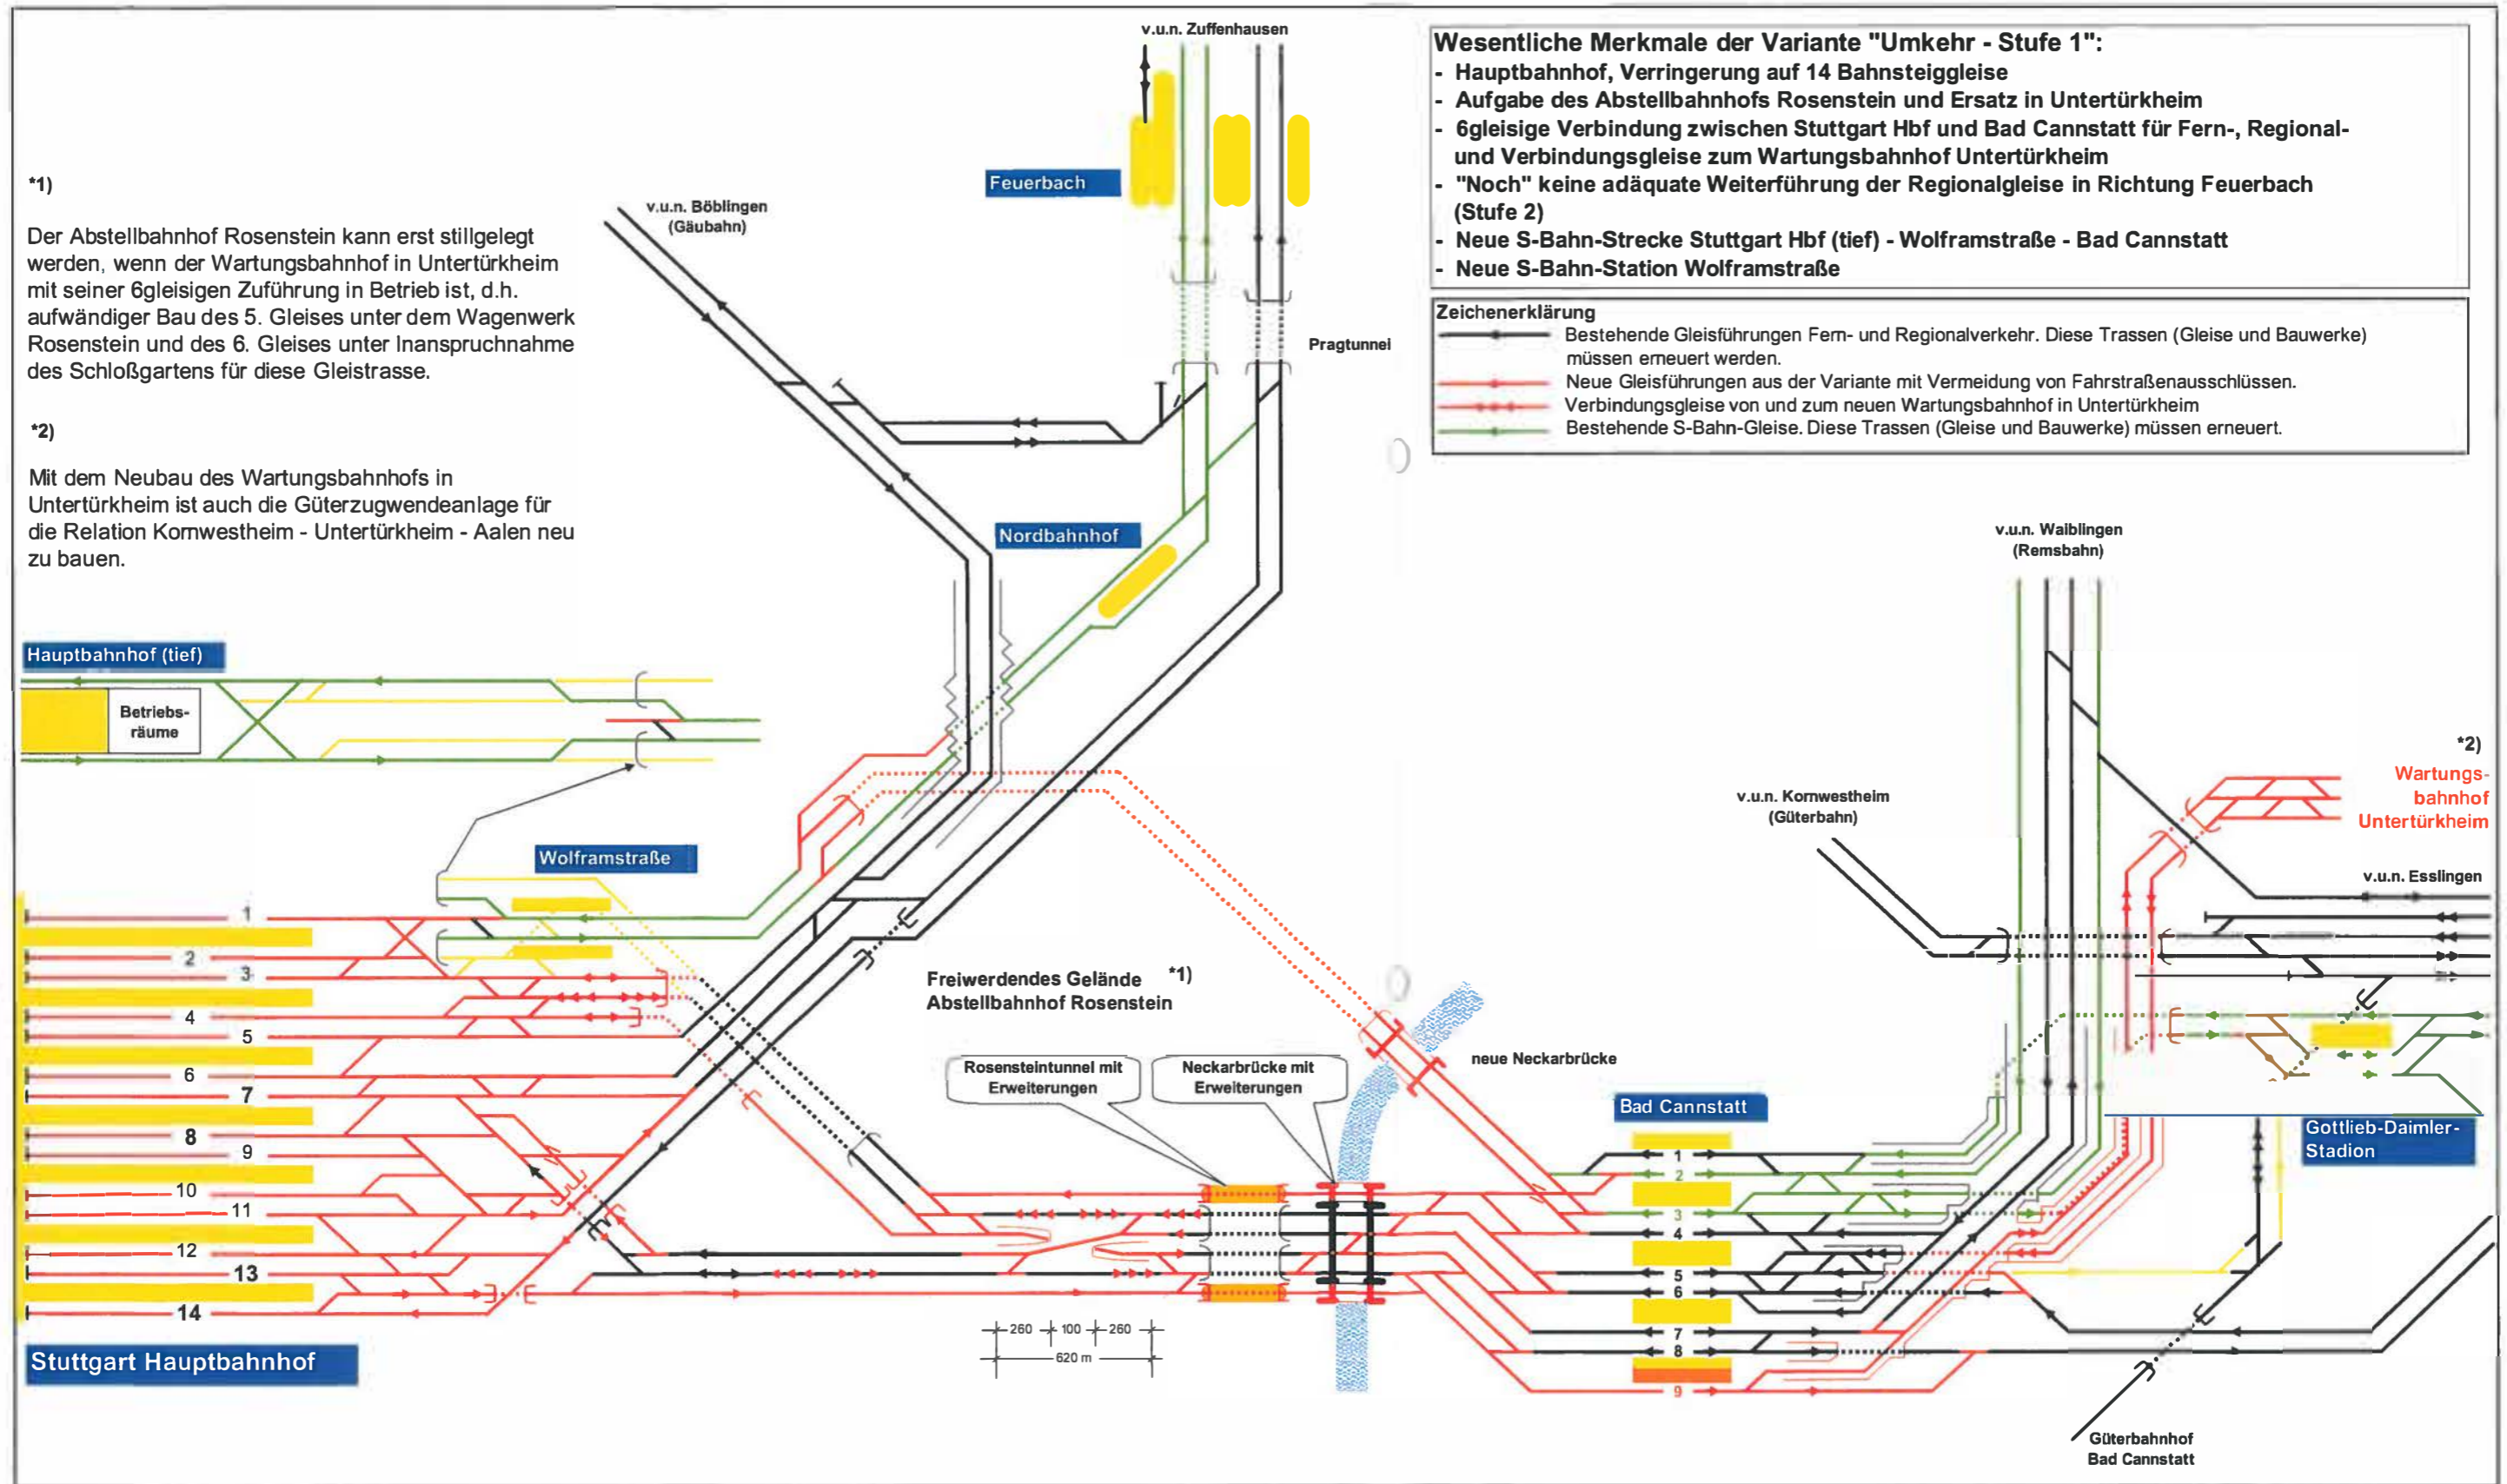 v.u.n. Zuffenhausen
Wesentliche Merkmale der Variante "Umkehr - Stufe 1":
- Hauptbahnhof, Verringerung auf 14 Bahnsteiggleise
- Aufgabe des Abstellbahnhofs Rosenstein und Ersatz in Untertürkheim
- 6gleisige Verbindung zwischen Stuttgart Hbf und Bad Cannstatt für Fern-, Regional-
und Verbindungsgleise zum Wartungsbahnhof Untertürkheim
- "Noch" keine adäquate Weiterführung der Regionalgleise in Richtung Feuerbach
(Stufe 2)
- Neue S-Bahn-Strecke Stuttgart Hbf (tief) - Wolframstraße - Bad Cannstatt
- Neue S-Bahn-Station Wolframstraße
Zeichenerklärung
Bestehende Gleisführungen Fern- und Regionalverkehr. Diese Trassen (Gleise und Bauwerke)
müssen erneuert werden.
Neue Gleisführungen aus der Variante mit Vermeidung von Fahrstraßenausschlüssen.
Verbindungsgleise von und zum neuen Wartungsbahnhof in Untertürkheim
Bestehende S-Bahn-Gleise. Diese Trassen (Gleise und Bauwerke) müssen erneuert.
*1)
Der Abstellbahnhof Rosenstein kann erst stillgelegt
werden, wenn der Wartungsbahnhof in Untertürkheim
mit seiner 6gleisigen Zuführung in Betrieb ist, d.h.
aufwändiger Bau des 5. Gleises unter dem Wagenwerk
Rosenstein und des 6. Gleises unter Inanspruchnahme
des Schloßgartens für diese Gleistrasse.
*2)
Mit dem Neubau des Wartungsbahnhofs in
Untertürkheim ist auch die Güterzugwendeanlage für
die Relation Kornwestheim - Untertürkheim - Aalen neu
zu bauen.
Feuerbach
v.u.n. Böblingen
(Gäubahn)
Pragtunnel
Nordbahnhof
v.u.n. Waiblingen
(Remsbahn)
Hauptbahnhof (tief)
Betriebs-
räume
*2)
Wartungs-
bahnhof
Untertürkheim
v.u.n. Kornwestheim
(Güterbahn)
v.u.n. Esslingen
Wolframstraße
1
2
3
4
5
6
7
8
9
10
11
12
13
14
Stuttgart Hauptbahnhof
Freiwerdendes Gelände *1)
Abstellbahnhof Rosenstein
Rosensteintunnel mit
Erweiterungen
Neckarbrücke mit
Erweiterungen
neue Neckarbrücke
260 100 260
620 m
Bad Cannstatt
1
2
3
4
5
6
7
8
9
Gottlieb-Daimler-
Stadion
Güterbahnhof
Bad Cannstatt